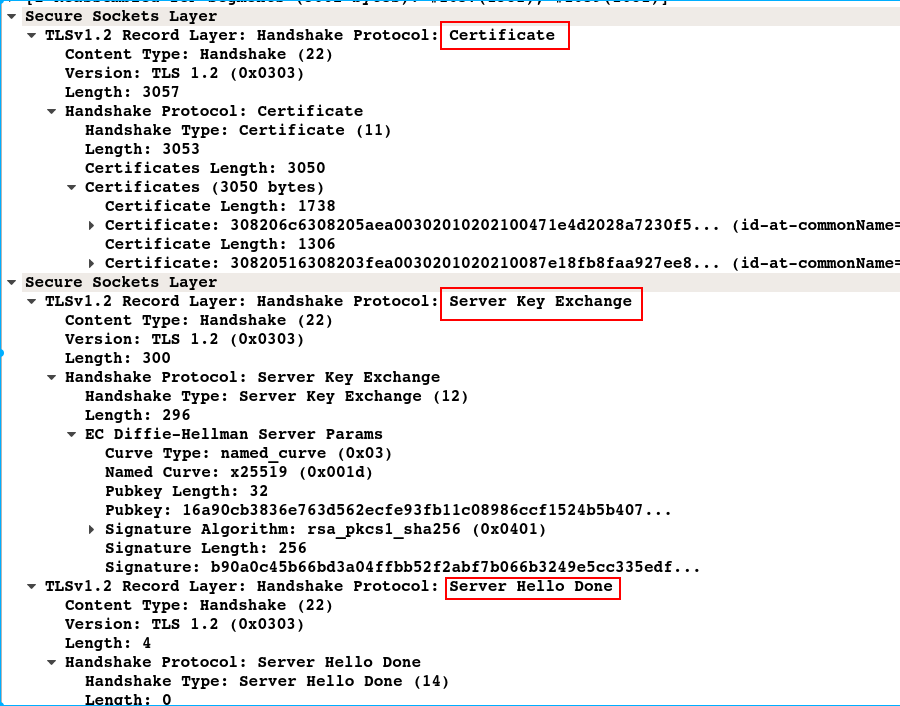 Secure Sockets Layer
TLSv1.2 Record Layer: Handshake Protocol: Certificate
Content Type: Handshake (22)
Version: TLS 1.2 (0x0303)
Length: 3057
Handshake Protocol: Certificate
Handshake Type: Certificate (11)
Length: 3053
Certificates Length: 3050
Certificates (3050 bytes)
Certificate Length: 1738
Certificate: 308206c6308205aea00302010202100471e4d2028a7230f5... (id-at-commonName=
Certificate Length: 1306
Certificate: 30820516308203fea0030201020210087e18fb8faa927ee8... (id-at-commonName=
Secure Sockets Layer
TLSv1.2 Record Layer: Handshake Protocol: Server Key Exchange
Content Type: Handshake (22)
Version: TLS 1.2 (0x0303)
Length: 300
Handshake Protocol: Server Key Exchange
Handshake Type: Server Key Exchange (12)
Length: 296
EC Diffie-Hellman Server Params
Curve Type: named_curve (0x03)
Named Curve: x25519 (0x001d)
Pubkey Length: 32
Pubkey: 16a90cb3836e763d562ecfe93fb11c08986ccf1524b5b407...
Signature Algorithm: rsa_pkcs1_sha256 (0x0401)
Signature Length: 256
Signature: b90a0c45b66bd3a04ffbb52f2abf7b066b3249e5cc335edf...
TLSv1.2 Record Layer: Handshake Protocol: Server Hello Done
Content Type: Handshake (22)
Version: TLS 1.2 (0x0303)
Length: 4
Handshake Protocol: Server Hello Done
Handshake Type: Server Hello Done (14)
Length: 0